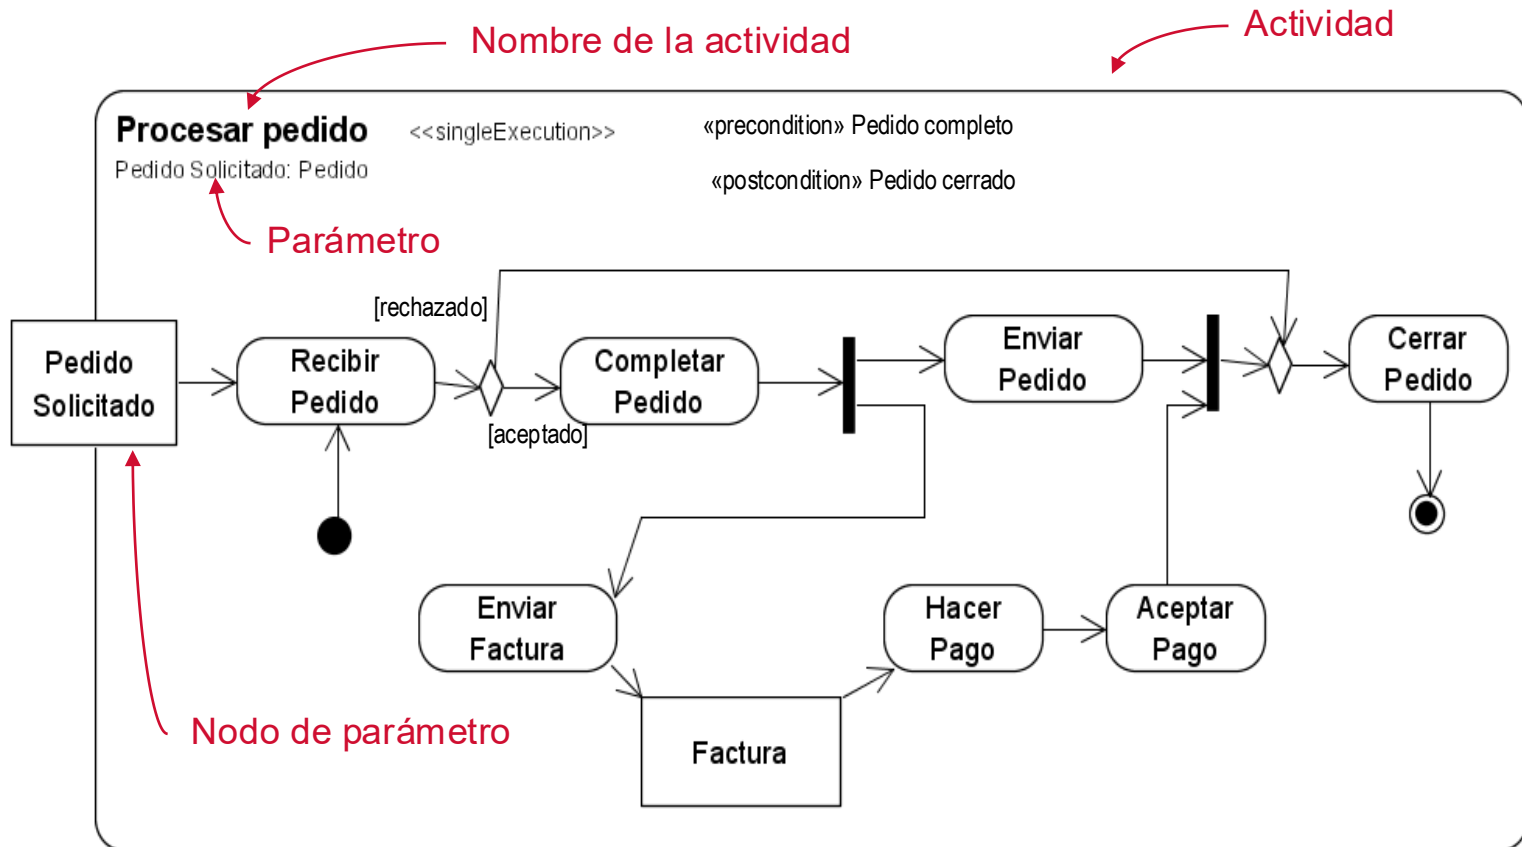 Nombre de la actividad
Actividad
Procesar pedido
<<singleExecution>>
«precondition» Pedido completo
Pedido Solicitado: Pedido
«postcondition» Pedido cerrado
Parámetro
[rechazado]
Pedido
Solicitado
Recibir
Pedido
Completar
Pedido
[aceptado]
Enviar
Pedido
Cerrar
Pedido
Enviar
Factura
Hacer
Pago
Aceptar
Pago
Nodo de parámetro
Factura